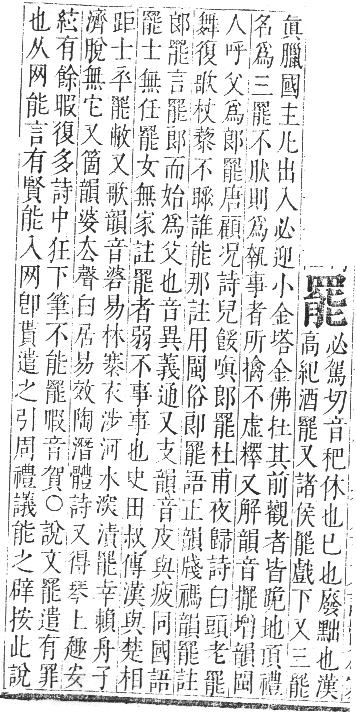 罷
必駕切音杷休也巳也廢黜也漢
高紀酒罷又諸侯罷戲下又三罷
眞臘國主凡出入必迎小金塔金佛在其前觀者皆跪地頂禮
名爲三罷不肰則爲執事者所擒不虛釋又解韻音擺增韻閩
人呼父爲郎罷唐顧況詩兒餒嗔郎罷杜甫夜歸詩白頭老罷
舞復歌杖藜不睡誰能那註用閩俗郎罷語正韻牋禡韻罷註
郎罷言罷郎而始爲父也音異義通又支韻音皮與疲同國語
罷士無任罷女無家註罷者弱不事事也史田叔傳漢與楚相
距士卒罷敝又歌韻音婆易林褰衣涉河水深漬罷幸賴舟子
濟脫無它又箇韻婆去聲白居易效陶潛體詩又得琴上趣安
絃有餘暇復多詩中狂下筆不能罷暇音賀○說文罷遣有罪
也从网能言有賢能入网卽貰遣之引周禮議能之辟按此說